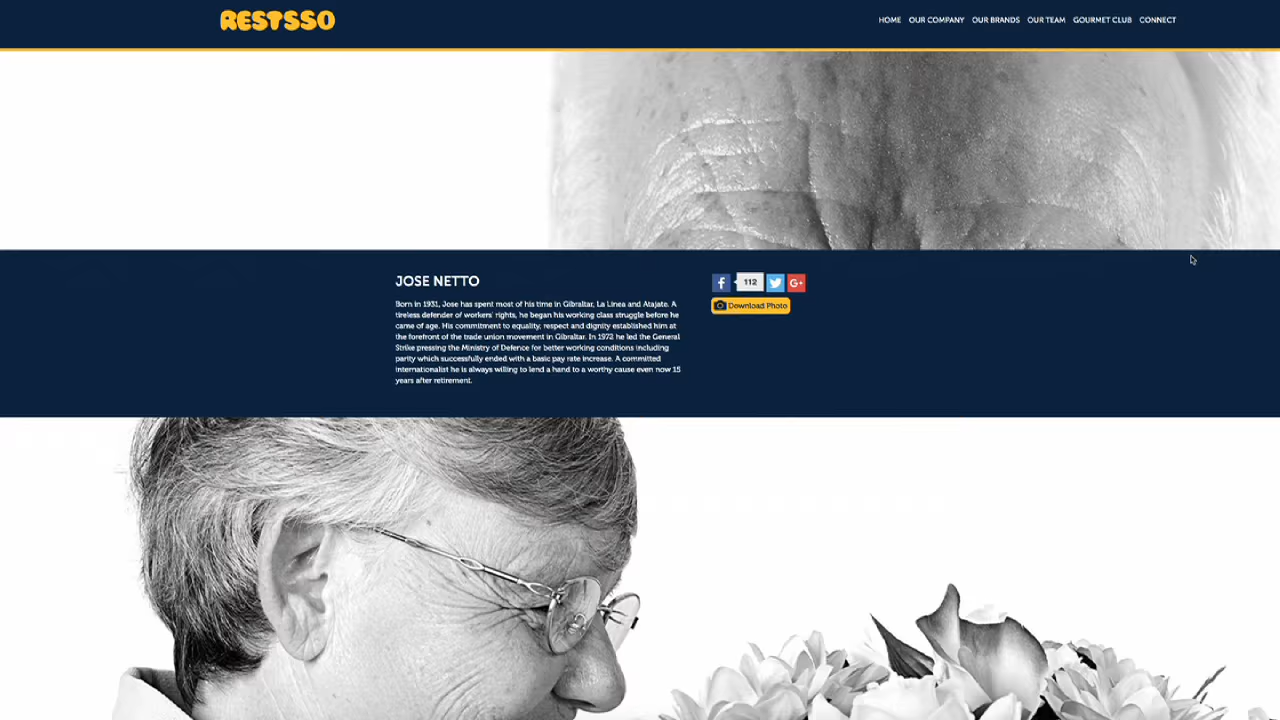 RESTSSO
HOME OUR COMPANY OUR BRANDS OUR TEAM GOURMET CLUB CONNECT
JOSE NETTO
112
Download Photo
Born in 1931, Jose has spent most of his time in Gibraltar, La Linea and Atajate. A
tireless defender of workers' rights, he began his working class struggle before he
came of age. His commitment to equality, respect and dignity established him at
the forefront of the trade union movement in Gibraltar. In 1972 he led the General
Strike pressing the Ministry of Defence for better working conditions including
parity which successfully ended with a basic pay rate increase. A committed
internationalist he is always willing to lend a hand to a worthy cause even now 15
years after retirement.